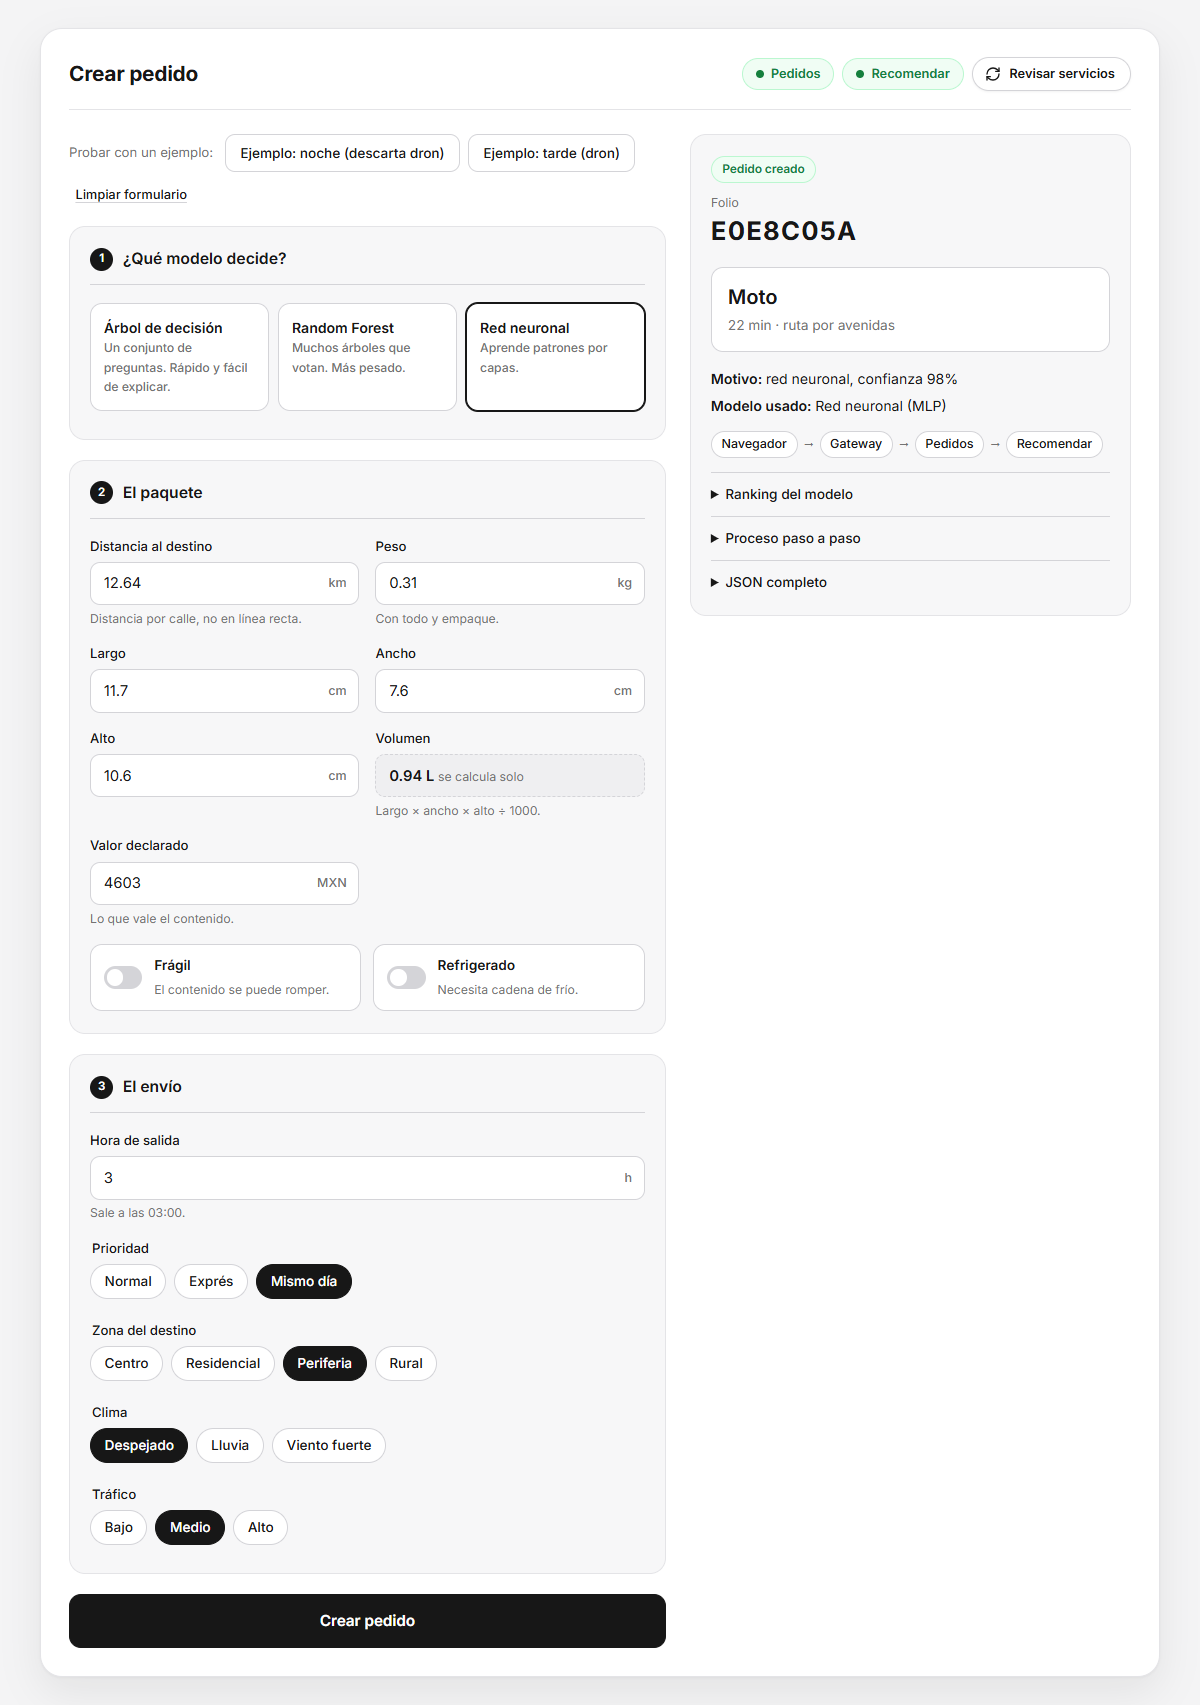 Crear pedido
Pedidos
Recomendar
Revisar servicios
Probar con un ejemplo:
Ejemplo: noche (descarta dron)
Ejemplo: tarde (dron)
Limpiar formulario
1 ¿Qué modelo decide?
Árbol de decisión
Un conjunto de
preguntas. Rápido y fácil
de explicar.
Random Forest
Muchos árboles que
votan. Más pesado.
Red neuronal
Aprende patrones por
capas.
2 El paquete
Distancia al destino
12.64 km
Distancia por calle, no en línea recta.
Peso
0.31 kg
Con todo y empaque.
Largo
11.7 cm
Ancho
7.6 cm
Alto
10.6 cm
Volumen
0.94 L se calcula solo
Largo × ancho × alto ÷ 1000.
Valor declarado
4603 MXN
Lo que vale el contenido.
Frágil
El contenido se puede romper.
Refrigerado
Necesita cadena de frío.
3 El envío
Hora de salida
3 h
Sale a las 03:00.
Prioridad
Normal Exprés Mismo día
Zona del destino
Centro Residencial Periferia Rural
Clima
Despejado Lluvia Viento fuerte
Tráfico
Bajo Medio Alto
Crear pedido
Pedido creado
Folio
E0E8C05A
Moto
22 min · ruta por avenidas
Motivo: red neuronal, confianza 98%
Modelo usado: Red neuronal (MLP)
Navegador → Gateway → Pedidos → Recomendar
▶ Ranking del modelo
▶ Proceso paso a paso
▶ JSON completo